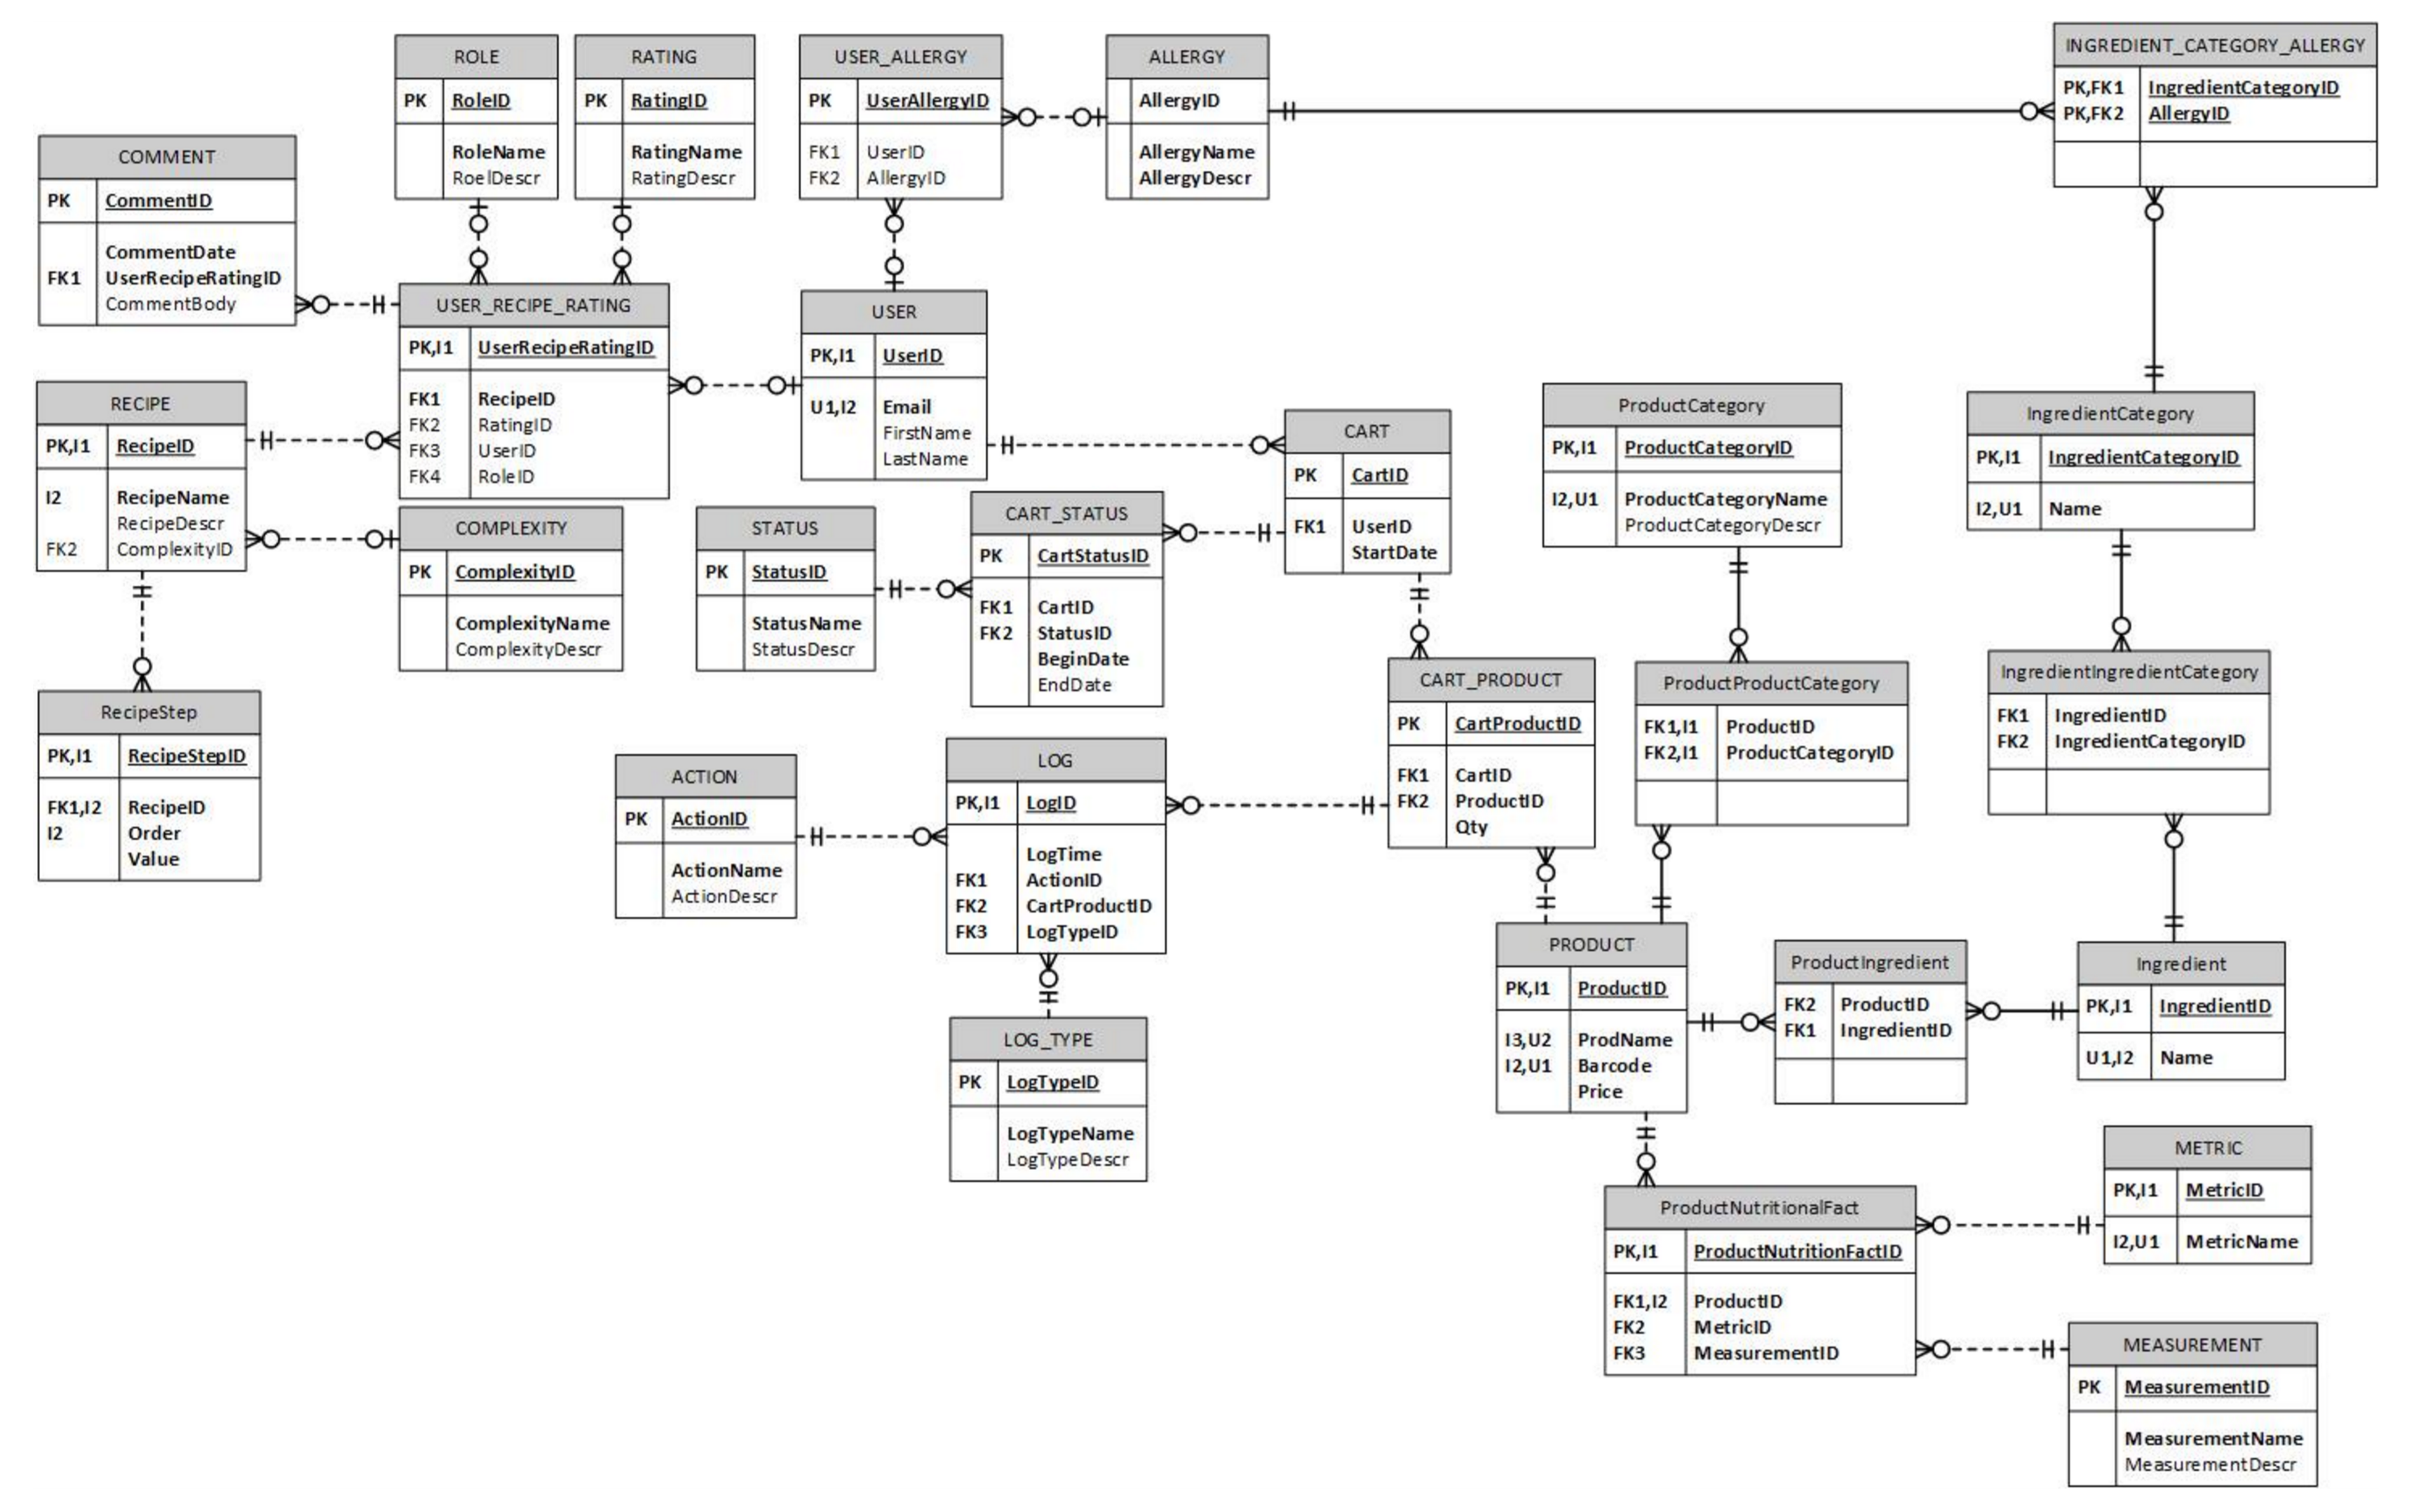 ROLE
PK RoleID
RoleName
RoelDescr
RATING
PK RatingID
RatingName
RatingDescr
USER_ALLERGY
PK UserAllergyID
FK1 UserID
FK2 AllergyID
ALLERGY
AllergyID
AllergyName
AllergyDescr
INGREDIENT_CATEGORY_ALLERGY
PK,FK1 IngredientCategoryID
PK,FK2 AllergyID
COMMENT
PK CommentID
CommentDate
FK1 UserRecipeRatingID
CommentBody
USER_RECIPE_RATING
PK,I1 UserRecipeRatingID
FK1 RecipeID
FK2 RatingID
FK3 UserID
FK4 RoleID
USER
PK,I1 UserID
U1,I2 Email
FirstName
LastName
RECIPE
PK,I1 RecipeID
I2 RecipeName
RecipeDescr
FK2 ComplexityID
CART
PK CartID
FK1 UserID
StartDate
ProductCategory
PK,I1 ProductCategoryID
I2,U1 ProductCategoryName
ProductCategoryDescr
IngredientCategory
PK,I1 IngredientCategoryID
I2,U1 Name
COMPLEXITY
PK ComplexityID
ComplexityName
ComplexityDescr
STATUS
PK StatusID
StatusName
StatusDescr
CART_STATUS
PK CartStatusID
FK1 CartID
FK2 StatusID
BeginDate
EndDate
RecipeStep
PK,I1 RecipeStepID
FK1,I2 RecipeID
I2 Order
Value
CART_PRODUCT
PK CartProductID
FK1 CartID
FK2 ProductID
Qty
ProductProductCategory
FK1,I1 ProductID
FK2,I1 ProductCategoryID
IngredientIngredientCategory
FK1 IngredientID
FK2 IngredientCategoryID
ACTION
PK ActionID
ActionName
ActionDescr
LOG
PK,I1 LogID
LogTime
FK1 ActionID
FK2 CartProductID
FK3 LogTypeID
PRODUCT
PK,I1 ProductID
I3,U2 ProdName
I2,U1 Barcode
Price
ProductIngredient
FK2 ProductID
FK1 IngredientID
Ingredient
PK,I1 IngredientID
U1,I2 Name
LOG_TYPE
PK LogTypeID
LogTypeName
LogTypeDescr
METRIC
PK,I1 MetricID
I2,U1 MetricName
ProductNutritionalFact
PK,I1 ProductNutritionFactID
FK1,I2 ProductID
FK2 MetricID
FK3 MeasurementID
MEASUREMENT
PK MeasurementID
MeasurementName
MeasurementDescr